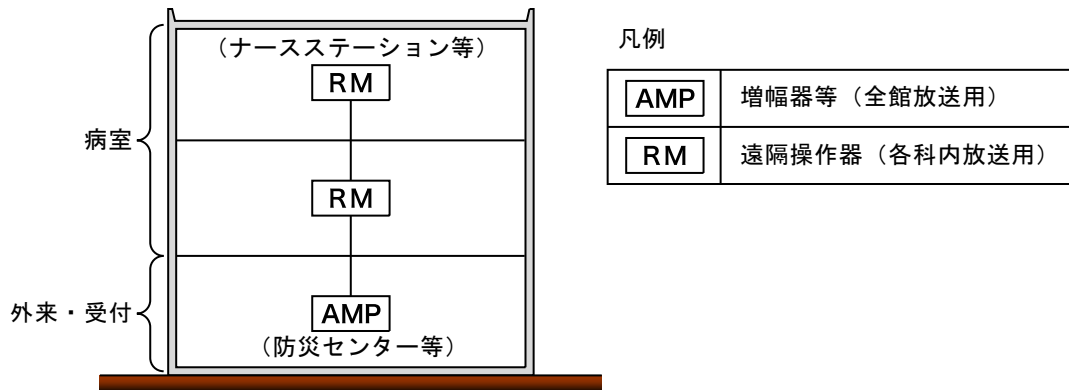 (ナースステーション等)
RM
病室
RM
外来・受付
AMP
(防災センター等)
凡例
AMP 増幅器等(全館放送用)
RM 遠隔操作器(各科内放送用)